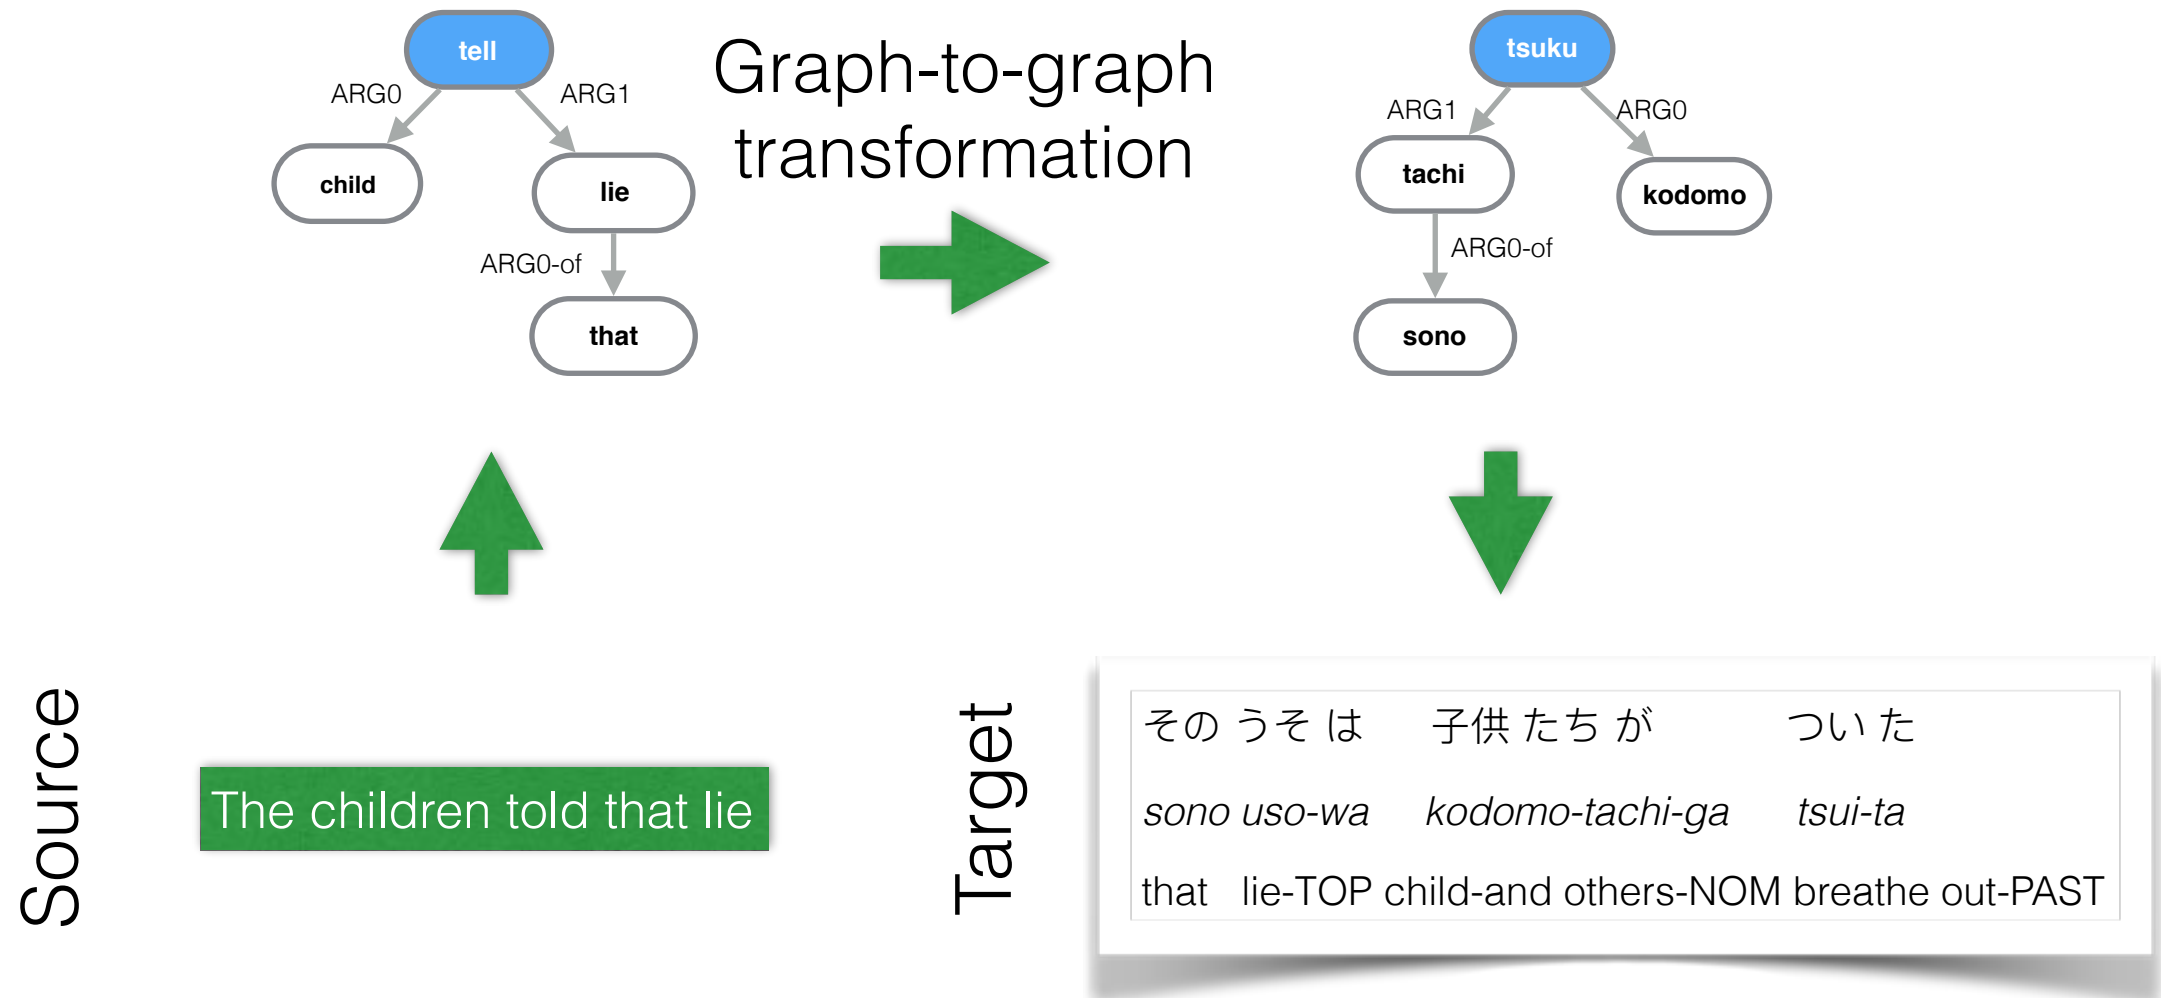 tell
ARG0
ARG1
child
lie
ARG0-of
that
Graph-to-graph
transformation
tsuku
ARG1
ARG0
tachi
kodomo
ARG0-of
sono
Source
The children told that lie
Target
その うそ は 子供 たち が つい た
sono uso-wa kodomo-tachi-ga tsui-ta
that lie-TOP child-and others-NOM breathe out-PAST